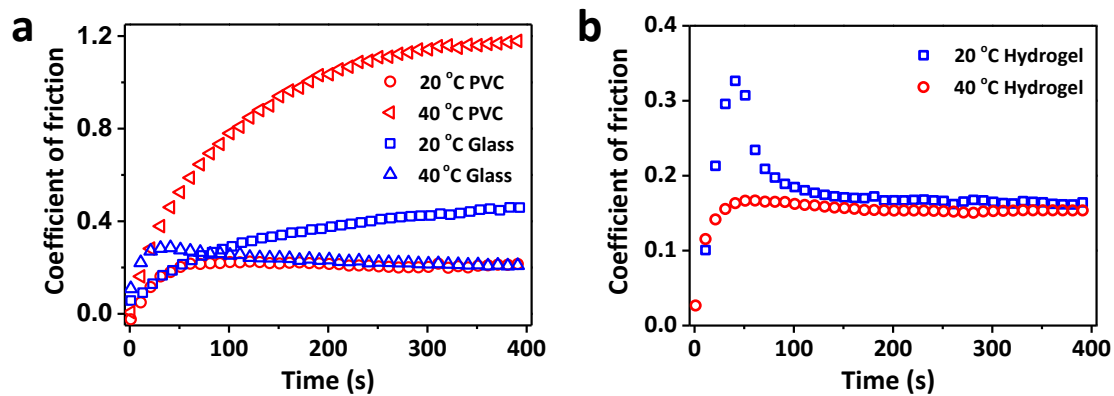 a
Coefficient of friction
1.2
0.8
0.4
0.0
20 °C PVC
40 °C PVC
20 °C Glass
40 °C Glass
0 100 200 300 400
Time (s)
b
Coefficient of friction
0.4
0.3
0.2
0.1
0.0
20 °C Hydrogel
40 °C Hydrogel
0 100 200 300 400
Time (s)